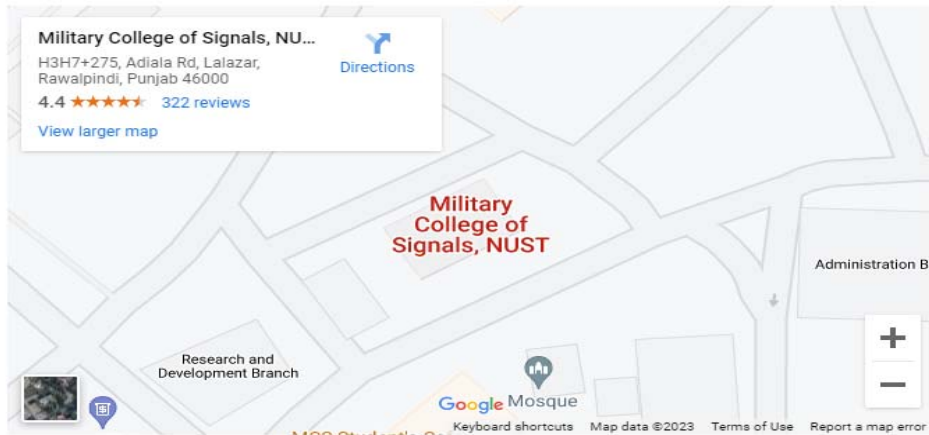 Military College of Signals, NU...
H3H7+275, Adiala Rd, Lalazar,
Rawalpindi, Punjab 46000
4.4 322 reviews
View larger map
Directions
Military
College of
Signals, NUST
Administration B
Research and
Development Branch
Mosque
Google
Keyboard shortcuts Map data ©2023 Terms of Use Report a map error